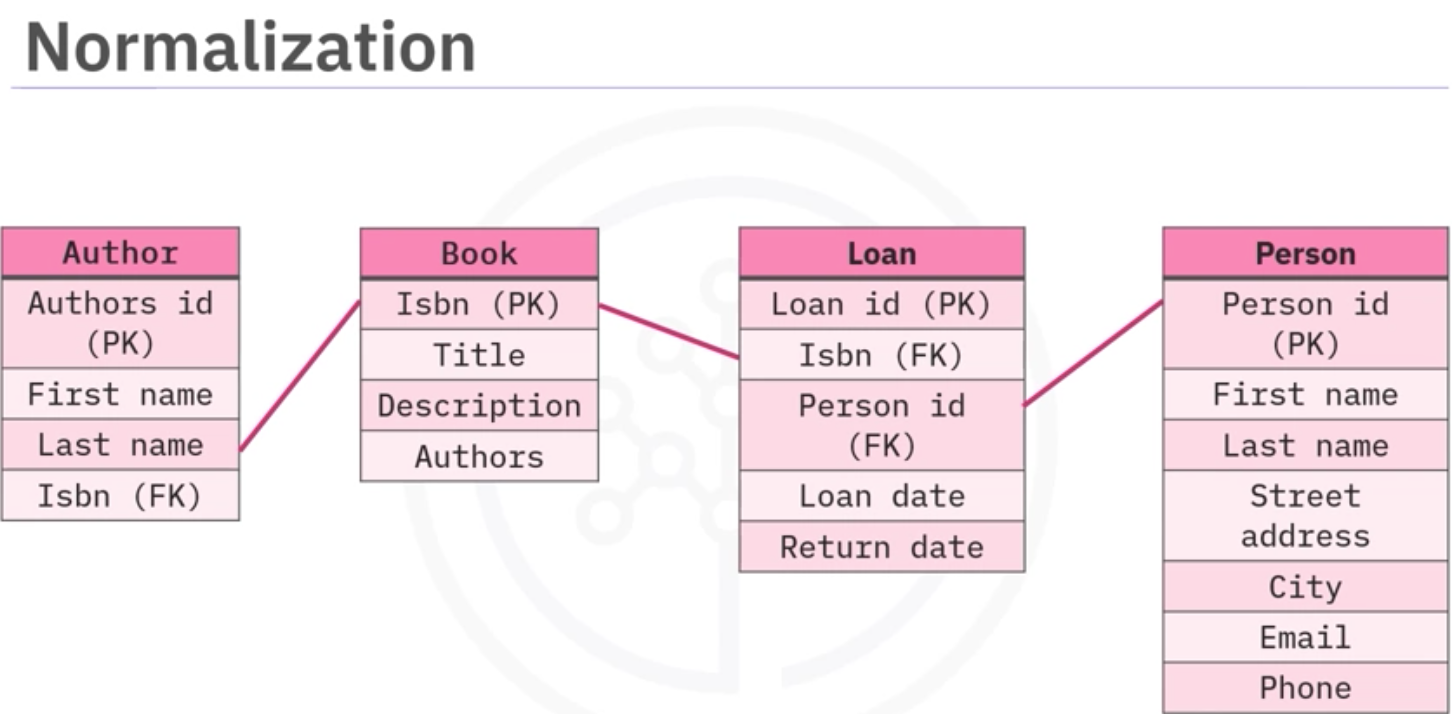 Normalization
Author
Authors id
(PK)
First name
Last name
Isbn (FK)
Book
Isbn (PK)
Title
Description
Authors
Loan
Loan id (PK)
Isbn (FK)
Person id
(FK)
Loan date
Return date
Person
Person id
(PK)
First name
Last name
Street
address
City
Email
Phone